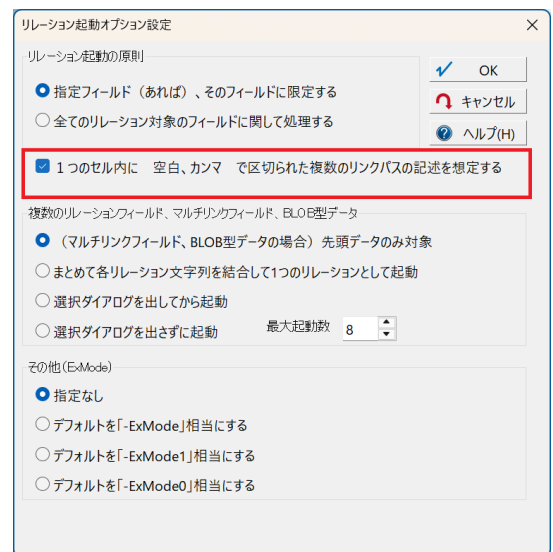 リレーション起動オプション設定
リレーション起動の原則
指定フィールド（あれば）、そのフィールドに限定する
全てのリレーション対象のフィールドに関して処理する
OK
キャンセル
ヘルプ(H)
１つのセル内に　空白、カンマ　で区切られた複数のリンクパスの記述を想定する
複数のリレーションフィールド、マルチリンクフィールド、BLOB型データ
（マルチリンクフィールド、BLOB型データの場合）先頭データのみ対象
まとめて各リレーション文字列を結合して1つのリレーションとして起動
選択ダイアログを出してから起動
選択ダイアログを出さずに起動　最大起動数　8
その他(ExMode)
指定なし
デフォルトを「-ExMode」相当にする
デフォルトを「-ExMode1」相当にする
デフォルトを「-ExMode0」相当にする